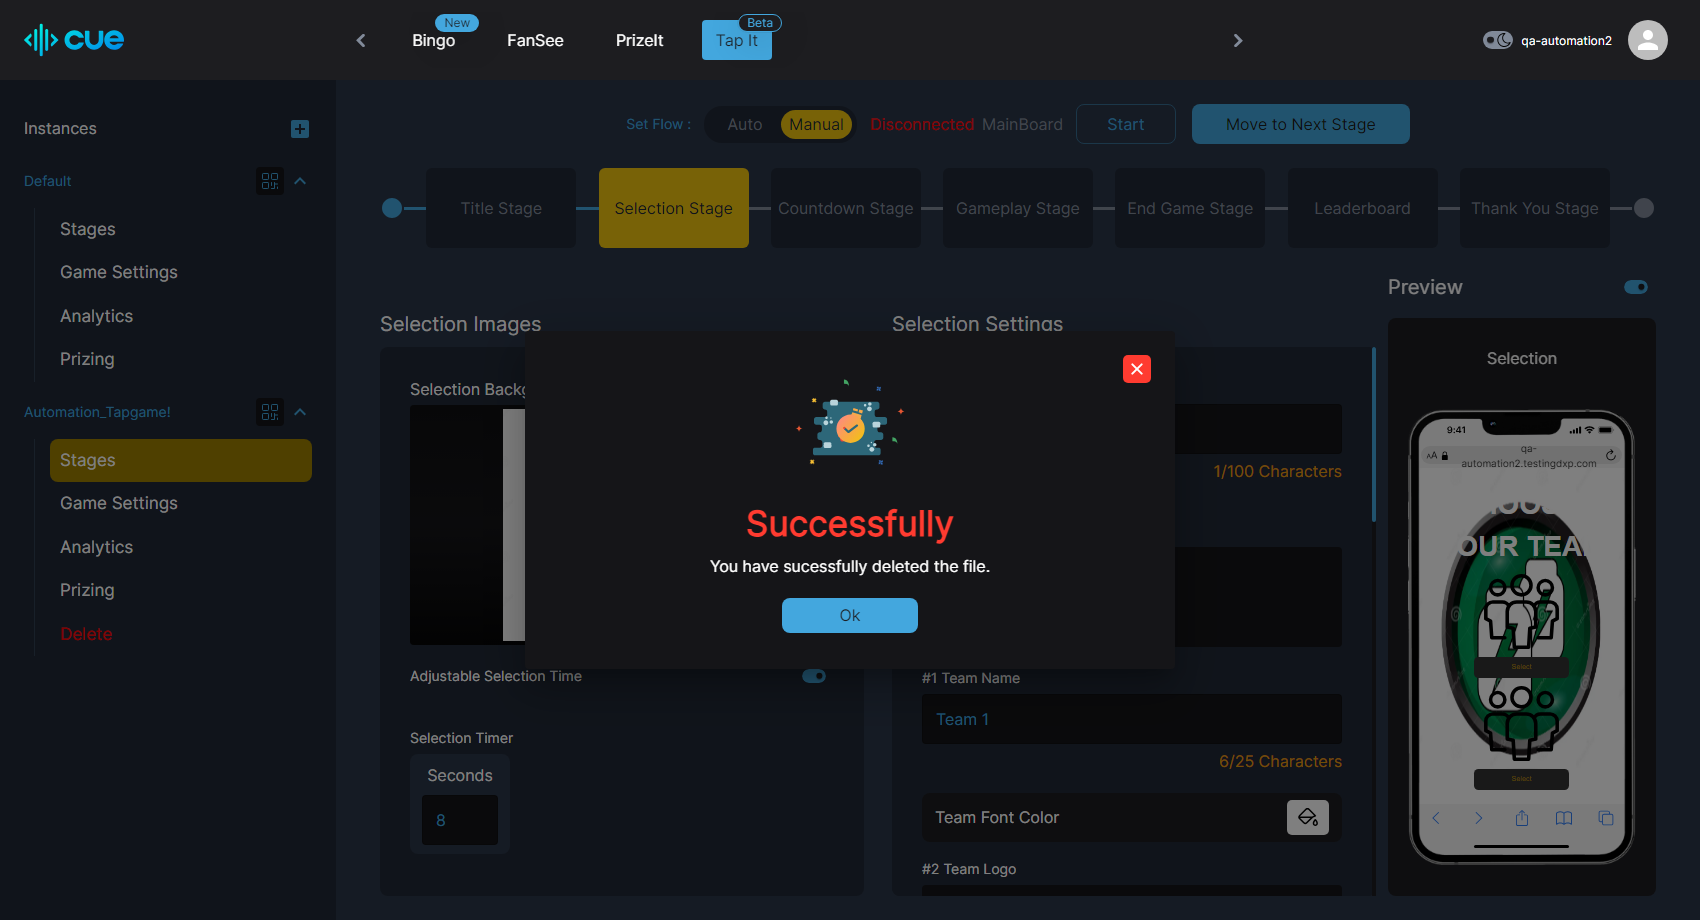 cue
Bingo
New
FanSee
PrizeIt
Tap It
Beta
qa-automation2
Instances
Default
Stages
Game Settings
Analytics
Prizing
Automation_Tapgame!
Stages
Game Settings
Analytics
Prizing
Delete
Set Flow :
Auto
Manual
Disconnected MainBoard
Start
Move to Next Stage
Title Stage
Selection Stage
Countdown Stage
Gameplay Stage
End Game Stage
Leaderboard
Thank You Stage
Selection Images
Selection Backg
Adjustable Selection Time
Selection Timer
Seconds
8
Successfully
You have sucessfully deleted the file.
Ok
Selection Settings
1/100 Characters
#1 Team Name
Team 1
6/25 Characters
Team Font Color
#2 Team Logo
Preview
Selection
9:41
AA
qa-
automation2.testingdxp.com
OUR TEA
Select
Select